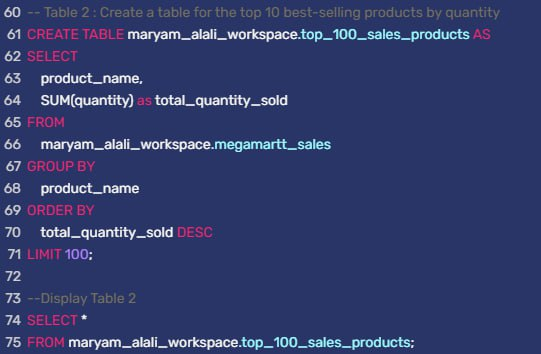 60 -- Table 2 : Create a table for the top 10 best-selling products by quantity
61 CREATE TABLE maryam_alali_workspace.top_100_sales_products AS
62 SELECT
63 product_name,
64 SUM(quantity) as total_quantity_sold
65 FROM
66 maryam_alali_workspace.megamartt_sales
67 GROUP BY
68 product_name
69 ORDER BY
70 total_quantity_sold DESC
71 LIMIT 100;
72
73 --Display Table 2
74 SELECT *
75 FROM maryam_alali_workspace.top_100_sales_products;